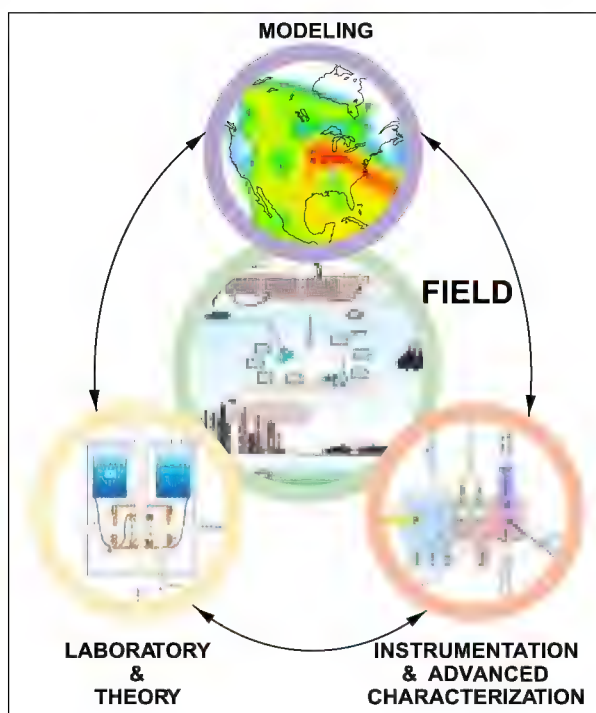 MODELING
FIELD
LABORATORY
&
THEORY
INSTRUMENTATION
& ADVANCED
CHARACTERIZATION